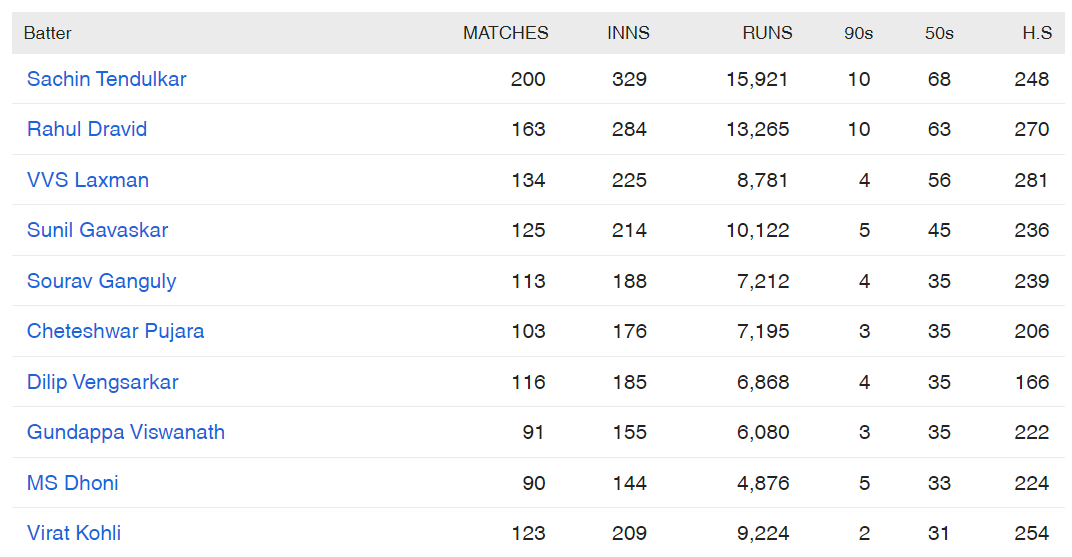 Batter MATCHES INNS RUNS 90s 50s H.S
Sachin Tendulkar 200 329 15,921 10 68 248
Rahul Dravid 163 284 13,265 10 63 270
VVS Laxman 134 225 8,781 4 56 281
Sunil Gavaskar 125 214 10,122 5 45 236
Sourav Ganguly 113 188 7,212 4 35 239
Cheteshwar Pujara 103 176 7,195 3 35 206
Dilip Vengsarkar 116 185 6,868 4 35 166
Gundappa Viswanath 91 155 6,080 3 35 222
MS Dhoni 90 144 4,876 5 33 224
Virat Kohli 123 209 9,224 2 31 254